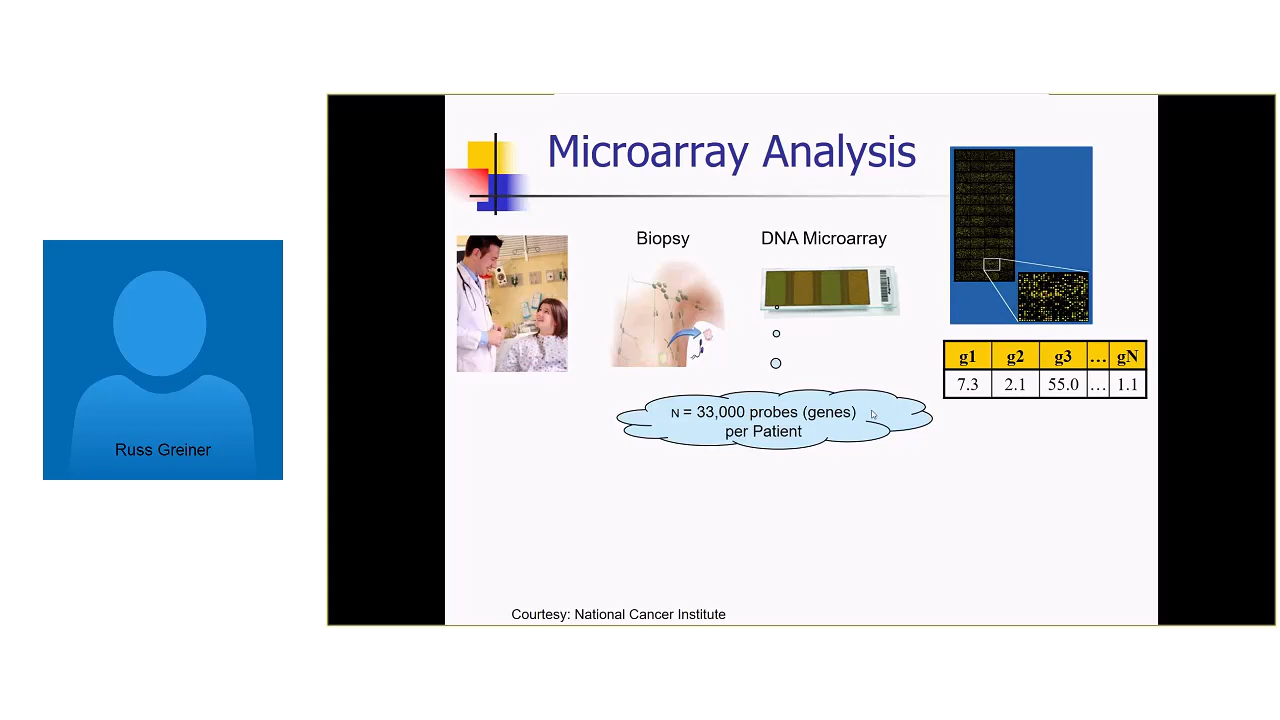 Russ Greiner
Microarray Analysis
Biopsy
DNA Microarray
g1 g2 g3 … gN
7.3 2.1 55.0 … 1.1
N = 33,000 probes (genes)
per Patient
Courtesy: National Cancer Institute